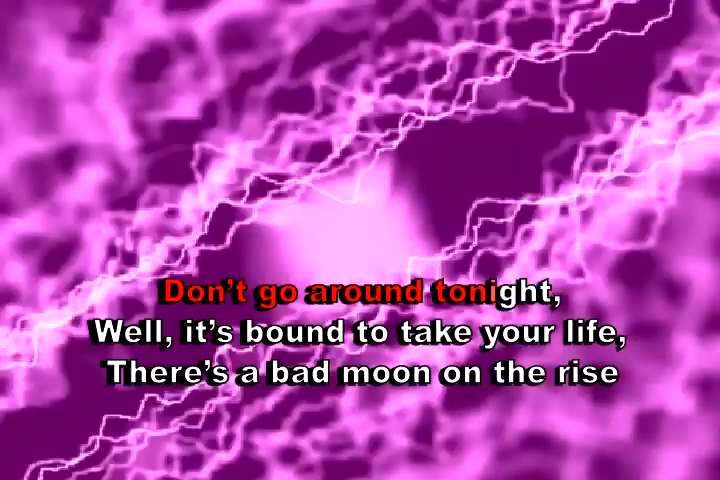 Don’t go around tonight,
Well, it’s bound to take your life,
There’s a bad moon on the rise